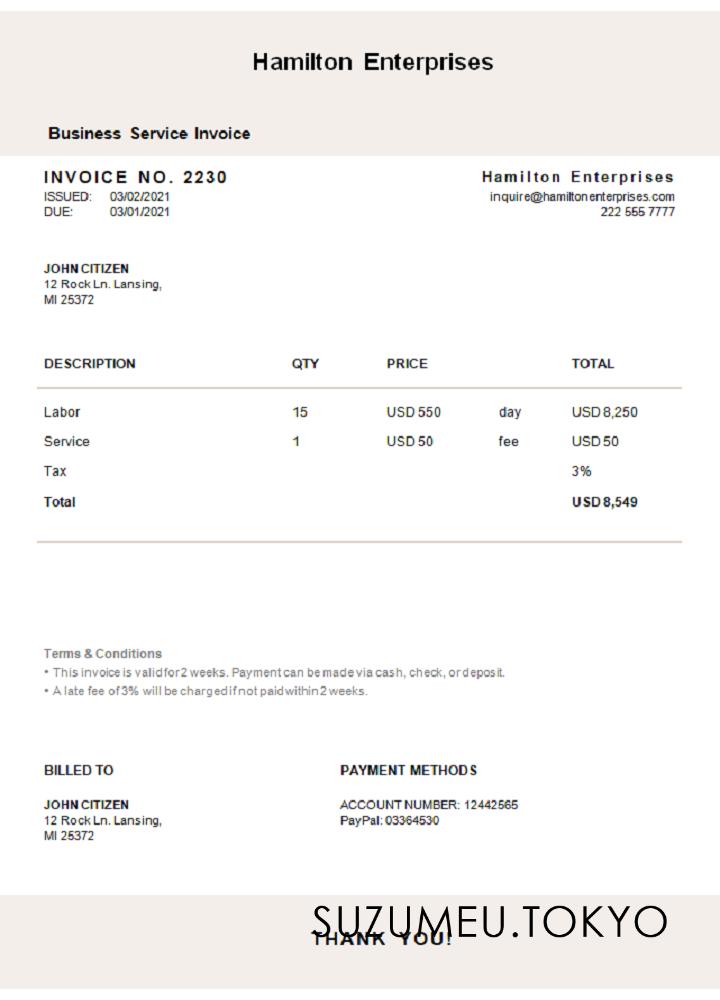 Hamilton Enterprises
Business Service Invoice
INVOICE NO. 2230
ISSUED: 03/02/2021
DUE: 03/01/2021
Hamilton Enterprises
inquire@hamiltonenterprises.com
222 555 7777
JOHN CITIZEN
12 Rock Ln. Lansing,
MI 25372
DESCRIPTION QTY PRICE TOTAL
Labor 15 USD 550 day USD 8,250
Service 1 USD 50 fee USD 50
Tax 3%
Total USD 8,549
Terms & Conditions
• This invoice is valid for 2 weeks. Payment can be made via cash, check, or deposit.
• A late fee of 3% will be charged if not paid within 2 weeks.
BILLED TO
JOHN CITIZEN
12 Rock Ln. Lansing,
MI 25372
PAYMENT METHODS
ACCOUNT NUMBER: 12442565
PayPal: 03364530
SUZUMEU.TOKYO
THANK YOU!